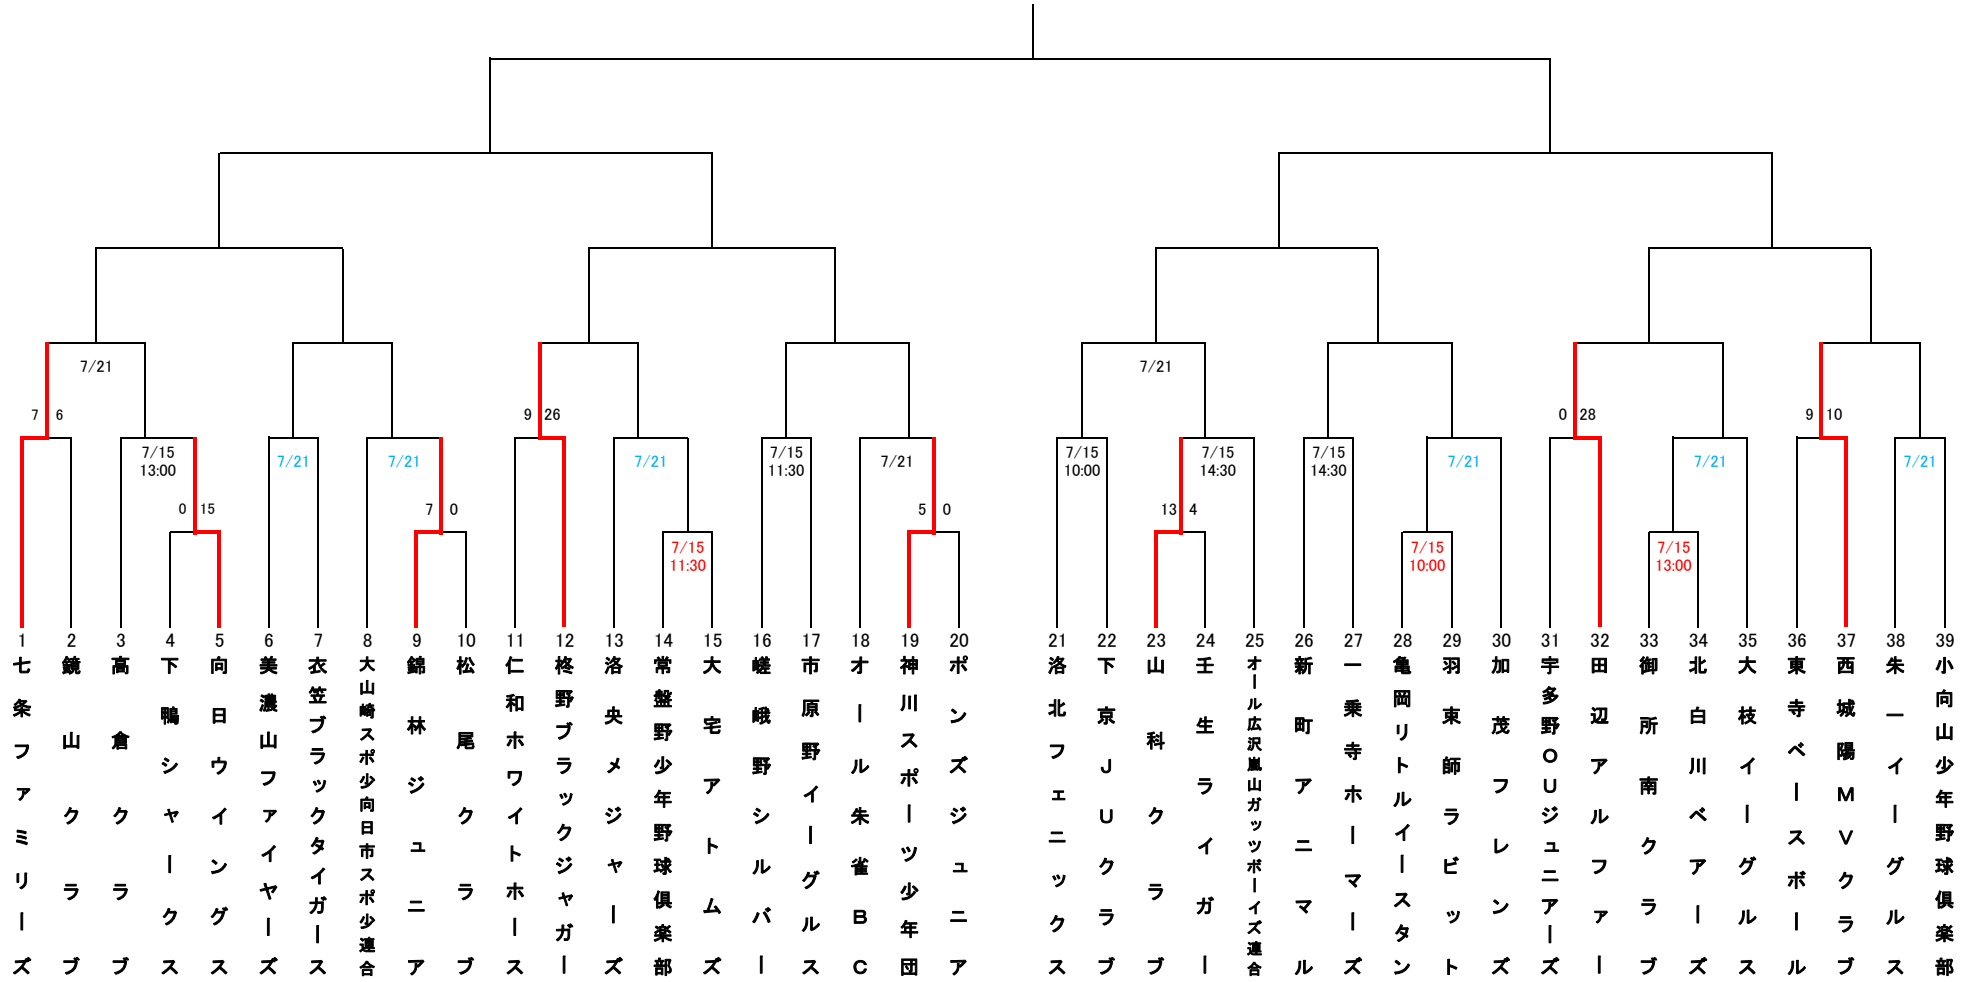 7/21
7/21
7 6
9 26
0 28
9 10
7/15
13:00
7/21
7/21
7/21
7/15
11:30
7/21
7/15
10:00
7/15
14:30
7/15
14:30
7/21
7/21
7/21
0 15
7 0
5 0
13 4
7/15
11:30
7/15
10:00
7/15
13:00
1 七条ファミリーズ
2 鏡山クラブ
3 高倉クラブ
4 下鴨シャークス
5 向日ウイングス
6 美濃山ファイヤーズ
7 衣笠ブラックタイガース
8 大山崎スポ少向日市スポ少連合
9 錦林ジュニア
10 松尾クラブ
11 仁和ホワイトホース
12 柊野ブラックジャガー
13 洛央メジャーズ
14 常盤野少年野球倶楽部
15 大宅アトムズ
16 嵯峨野シルバー
17 市原野イーグルス
18 オール朱雀BC
19 神川スポーツ少年団
20 ポンズジュニア
21 洛北フェニックス
22 下京JUクラブ
23 山科クラブ
24 壬生ライガー
25 オール広沢嵐山ガッツボーイズ連合
26 新町アニマル
27 一乗寺ホーマーズ
28 亀岡リトルイースタン
29 羽束師ラビット
30 加茂フレンズ
31 宇多野OUジュニアーズ
32 田辺アルファー
33 御所南クラブ
34 北白川ベアーズ
35 大枝イーグルス
36 東寺ベースボール
37 西城陽MVクラブ
38 朱一イーグルス
39 小向山少年野球倶楽部